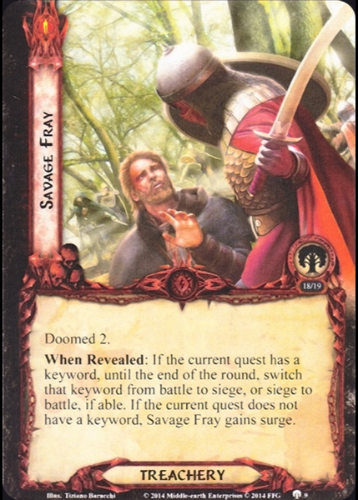 SAVAGE FRAY
18/19
Doomed 2.
When Revealed: If the current quest has a
keyword, until the end of the round, switch
that keyword from battle to siege, or siege to
battle, if able. If the current quest does not
have a keyword, Savage Fray gains surge.
TREACHERY
Illus. Tiziano Baracchi © 2014 Middle-earth Enterprises © 2014 FFG 9